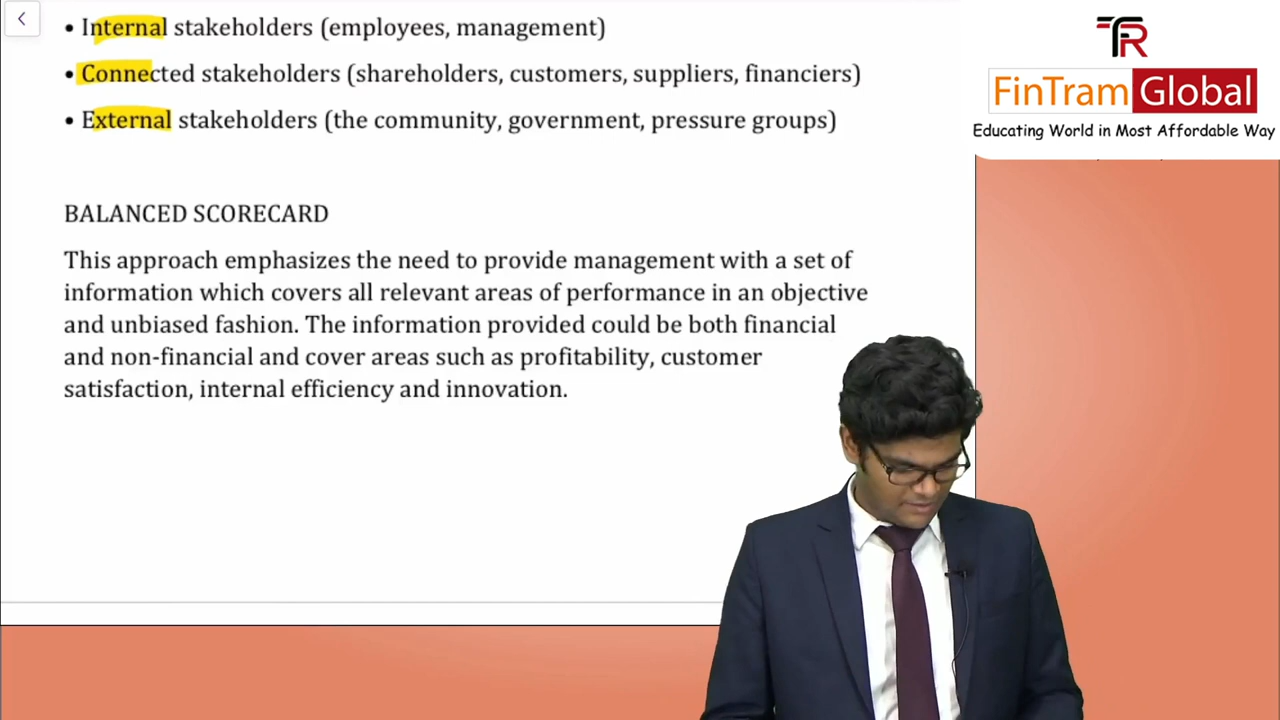 • Internal stakeholders (employees, management)
• Connected stakeholders (shareholders, customers, suppliers, financiers)
• External stakeholders (the community, government, pressure groups)
BALANCED SCORECARD
This approach emphasizes the need to provide management with a set of
information which covers all relevant areas of performance in an objective
and unbiased fashion. The information provided could be both financial
and non-financial and cover areas such as profitability, customer
satisfaction, internal efficiency and innovation.
FinTram Global
Educating World in Most Affordable Way